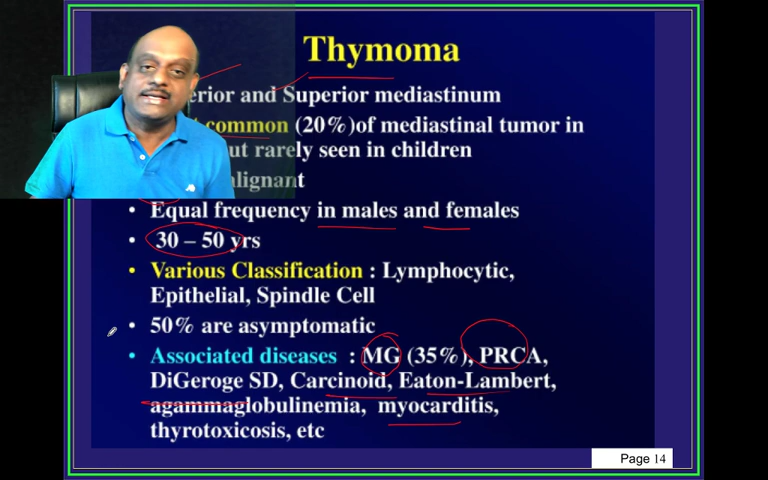 Thymoma
erior and Superior mediastinum
common (20%)of mediastinal tumor in
ut rarely seen in children
alignant
• Equal frequency in males and females
• 30 – 50 yrs
• Various Classification : Lymphocytic,
Epithelial, Spindle Cell
• 50% are asymptomatic
• Associated diseases : MG (35%), PRCA,
DiGeroge SD, Carcinoid, Eaton-Lambert,
agammaglobulinemia, myocarditis,
thyrotoxicosis, etc
Page 14